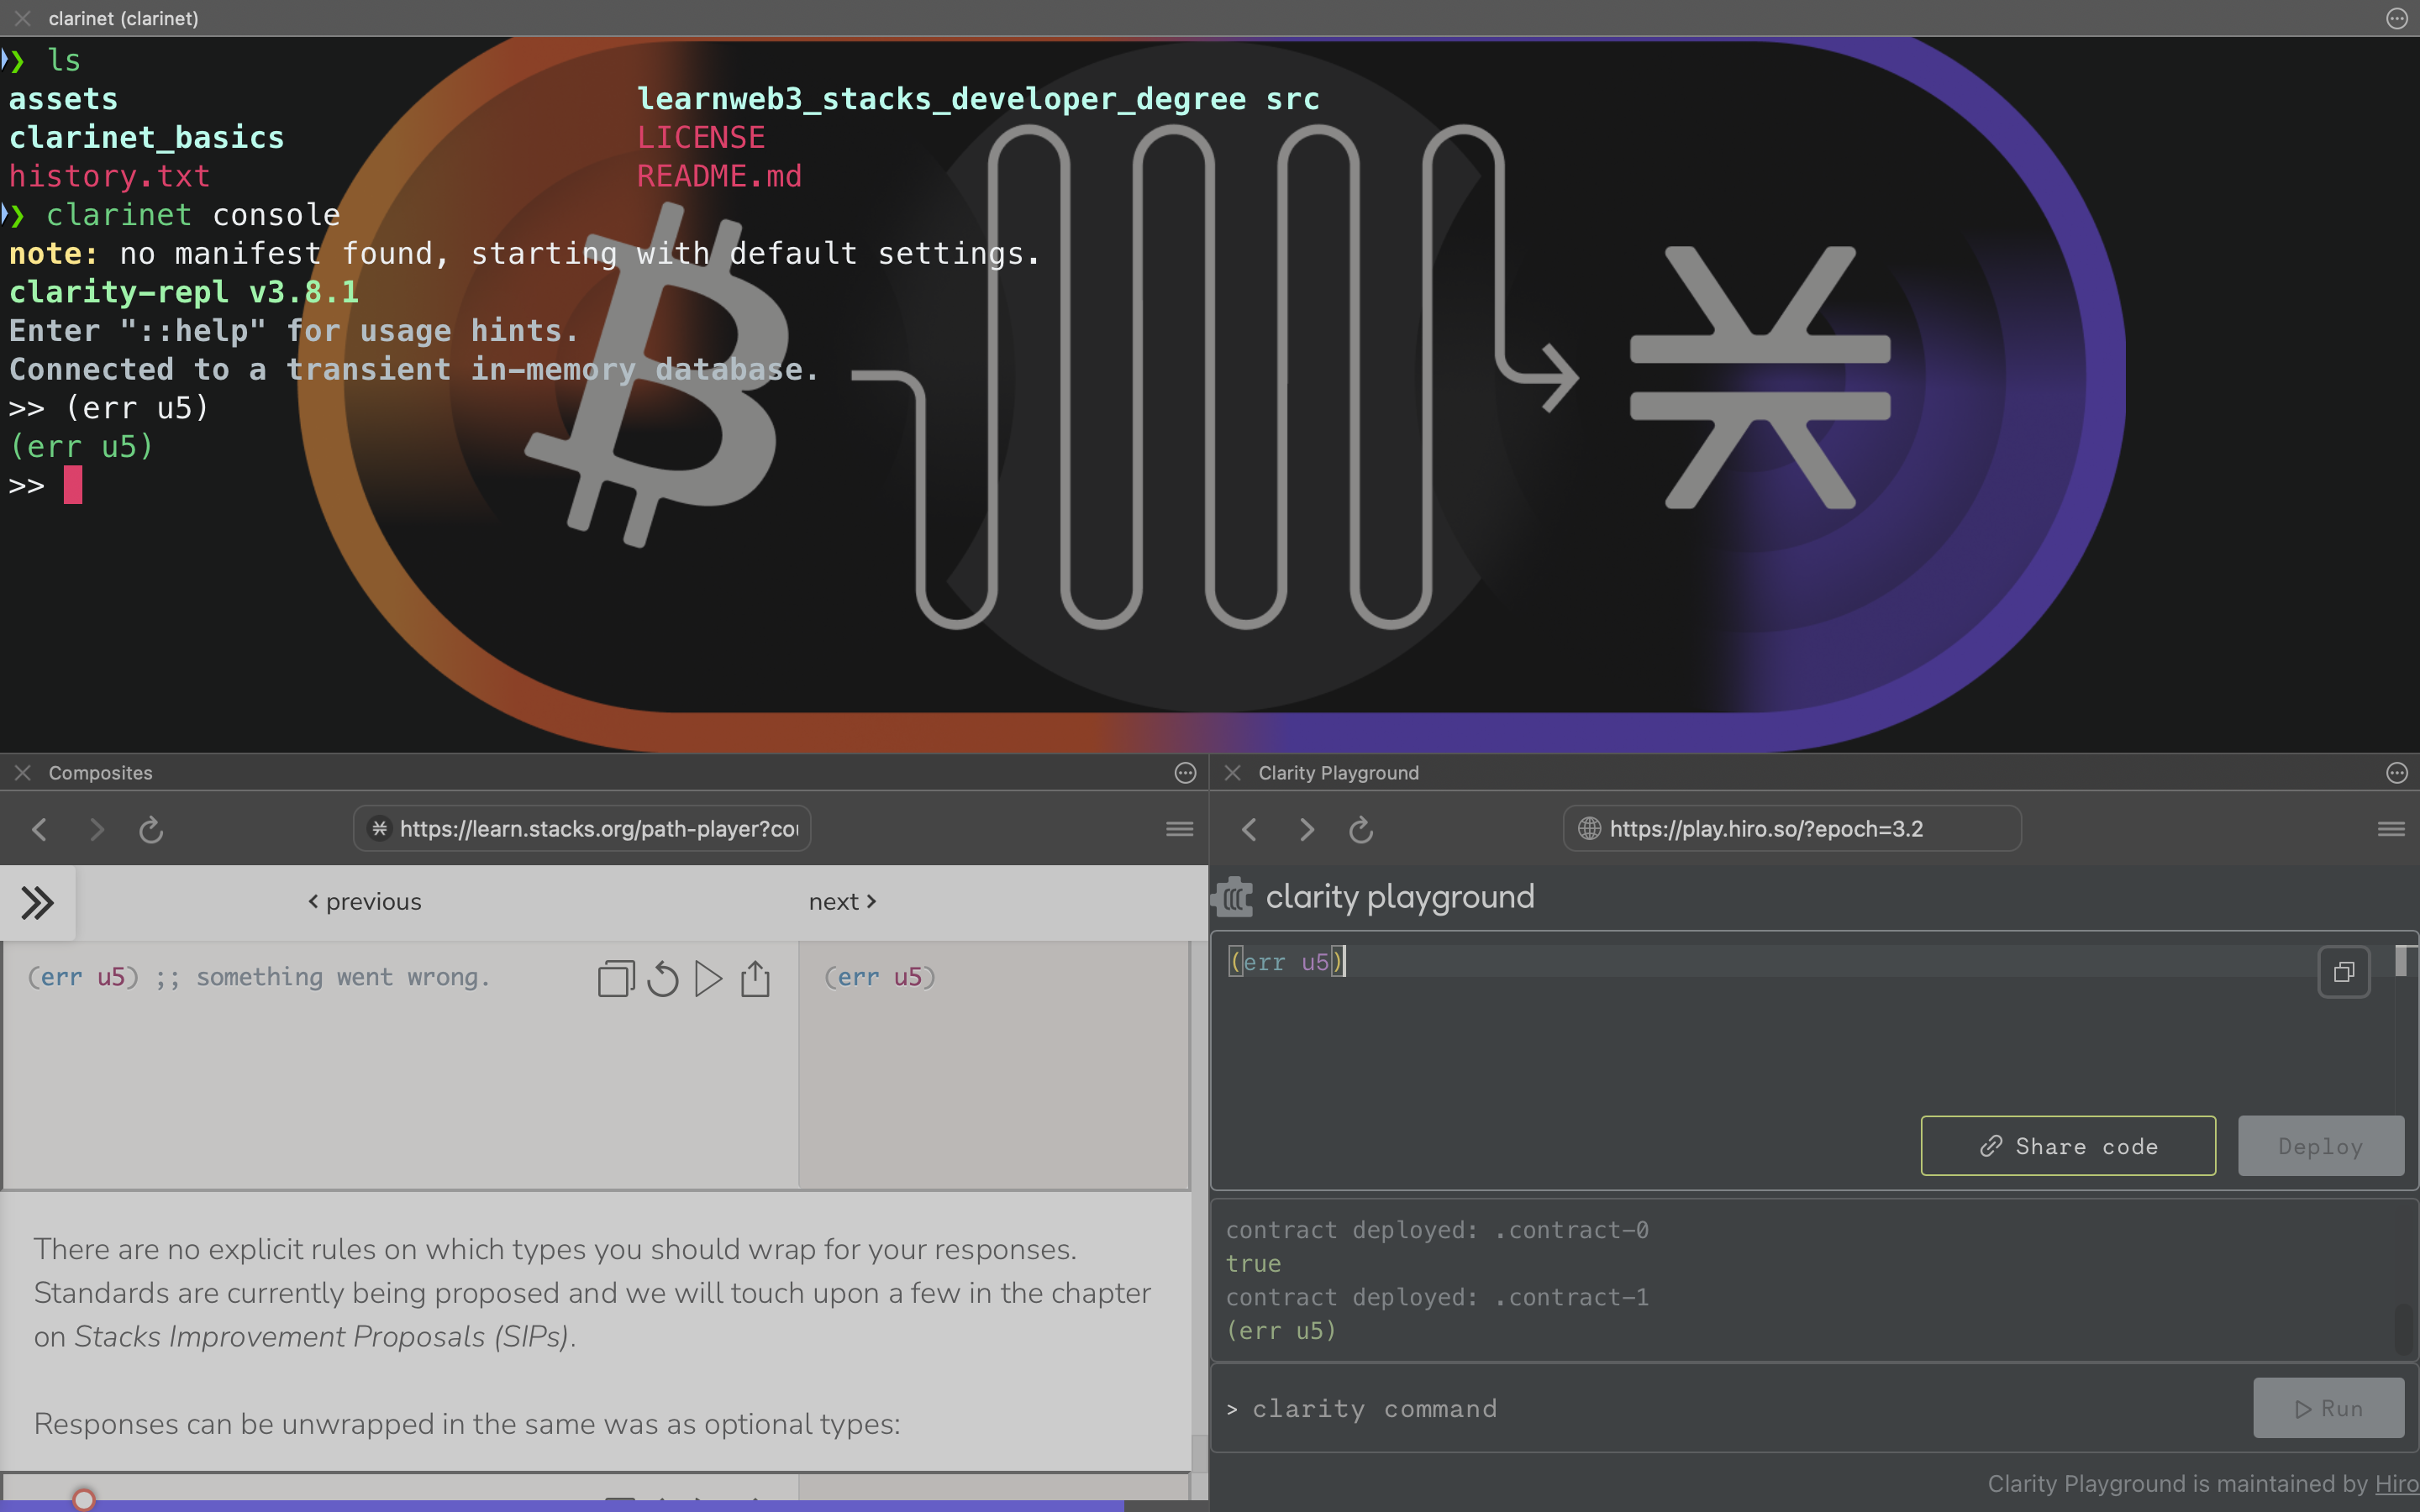 clarinet (clarinet)
❯ ls
assets learnweb3_stacks_developer_degree src
clarinet_basics LICENSE
history.txt README.md
❯ clarinet console
note: no manifest found, starting with default settings.
clarity-repl v3.8.1
Enter "::help" for usage hints.
Connected to a transient in-memory database.
>> (err u5)
(err u5)
>>
Composites
https://learn.stacks.org/path-player?cou
< previous
next >
(err u5) ;; something went wrong.
(err u5)
There are no explicit rules on which types you should wrap for your responses.
Standards are currently being proposed and we will touch upon a few in the chapter
on Stacks Improvement Proposals (SIPs).
Responses can be unwrapped in the same was as optional types:
Clarity Playground
https://play.hiro.so/?epoch=3.2
clarity playground
(err u5)
Share code
Deploy
contract deployed: .contract-0
true
contract deployed: .contract-1
(err u5)
> clarity command
Run
Clarity Playground is maintained by Hiro